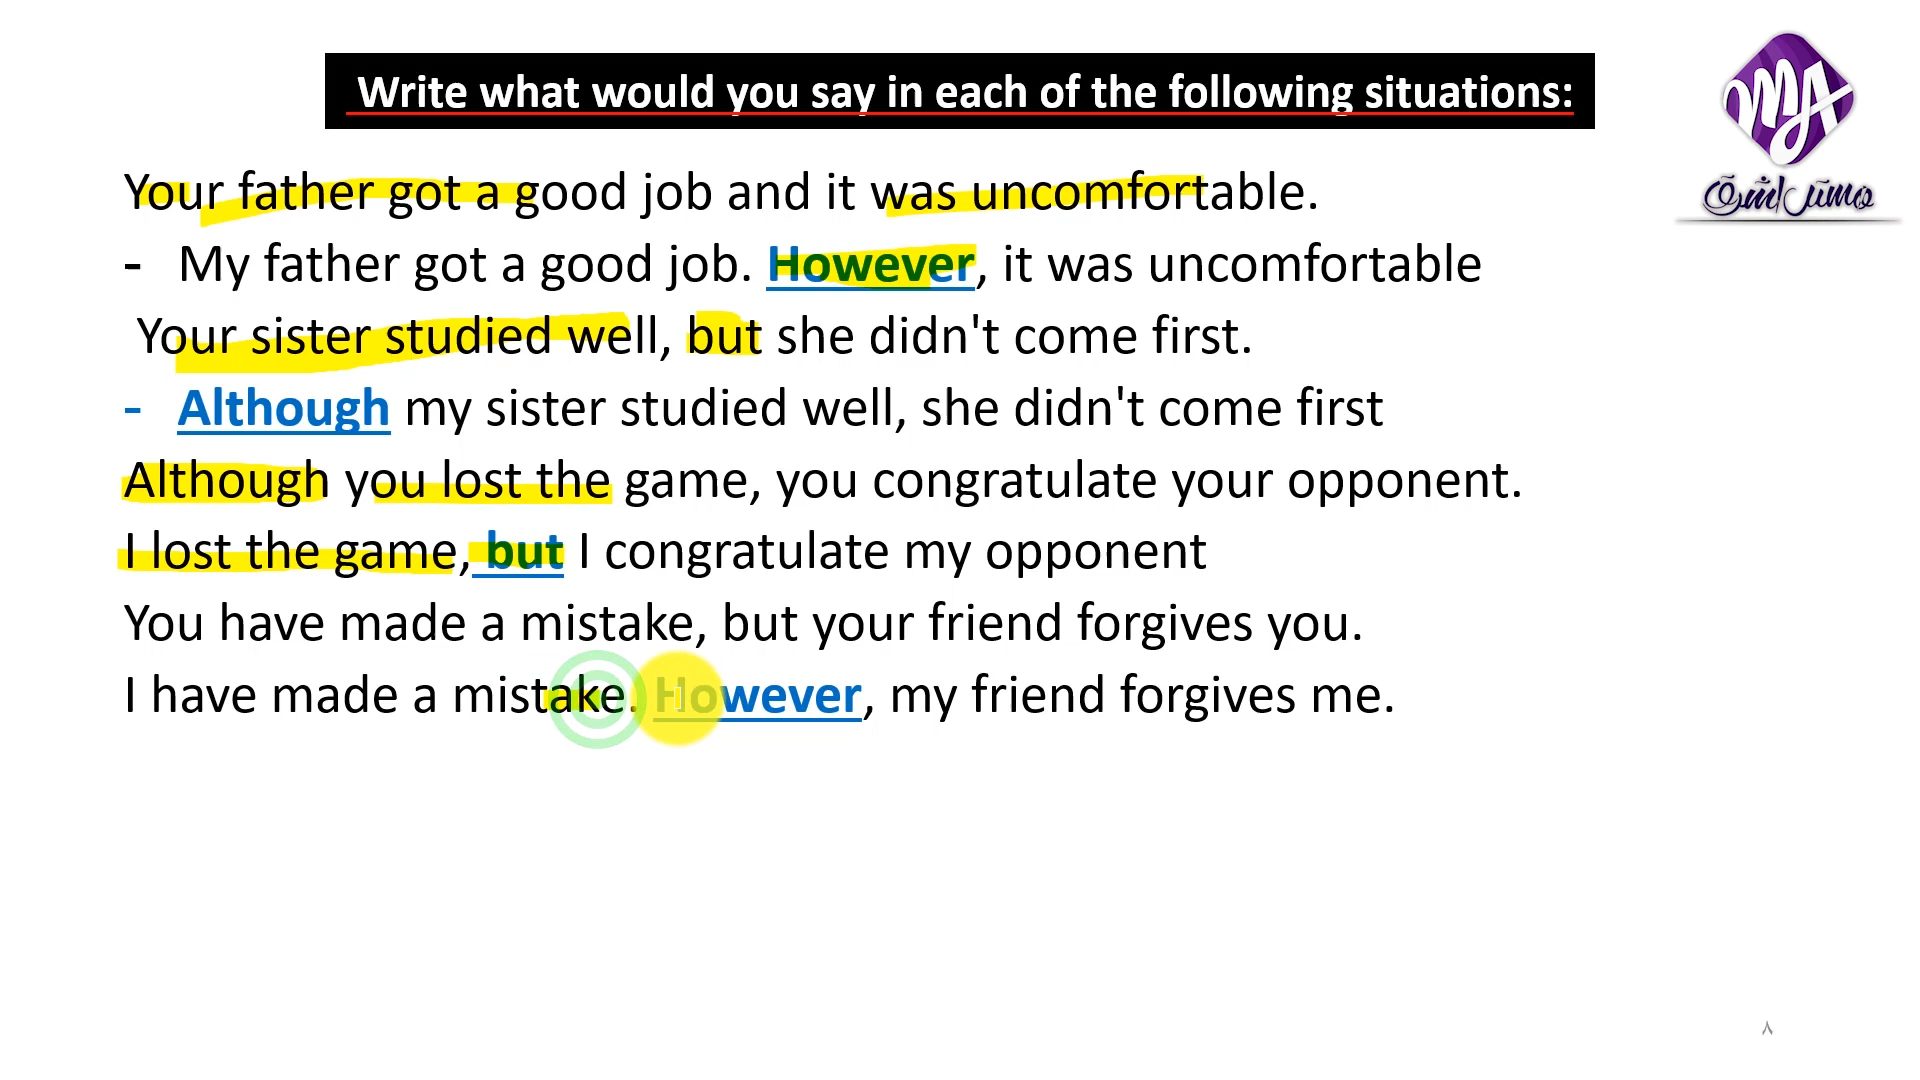 Write what would you say in each of the following situations:
MA
مستر اشرق
Your father got a good job and it was uncomfortable.
- My father got a good job. However, it was uncomfortable
Your sister studied well, but she didn't come first.
- Although my sister studied well, she didn't come first
Although you lost the game, you congratulate your opponent.
I lost the game, but I congratulate my opponent
You have made a mistake, but your friend forgives you.
I have made a mistake. However, my friend forgives me.
٨